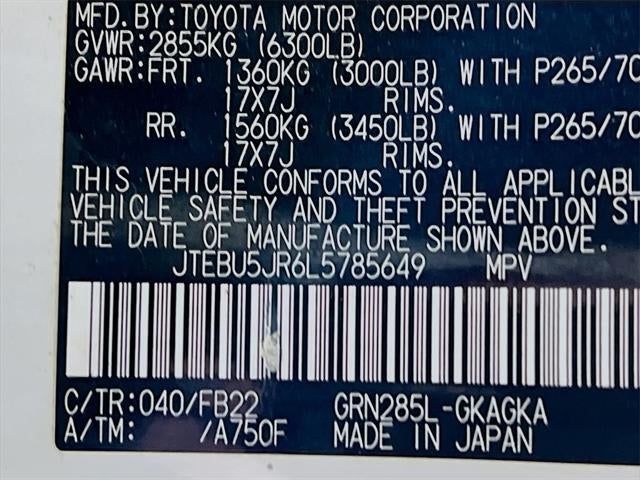 MFD. BY: TOYOTA MOTOR CORPORATION
GVWR: 2855KG (6300LB)
GAWR: FRT. 1360KG (3000LB) WITH P265/70
17X7J RIMS.
RR. 1560KG (3450LB) WITH P265/70
17X7J RIMS.
THIS VEHICLE CONFORMS TO ALL APPLICABL
VEHICLE SAFETY AND THEFT PREVENTION ST
THE DATE OF MANUFACTURE SHOWN ABOVE.
JTEBU5JR6L5785649 MPV
C/TR: 040/FB22 GRN285L-GKAGKA
A/TM: /A750F MADE IN JAPAN